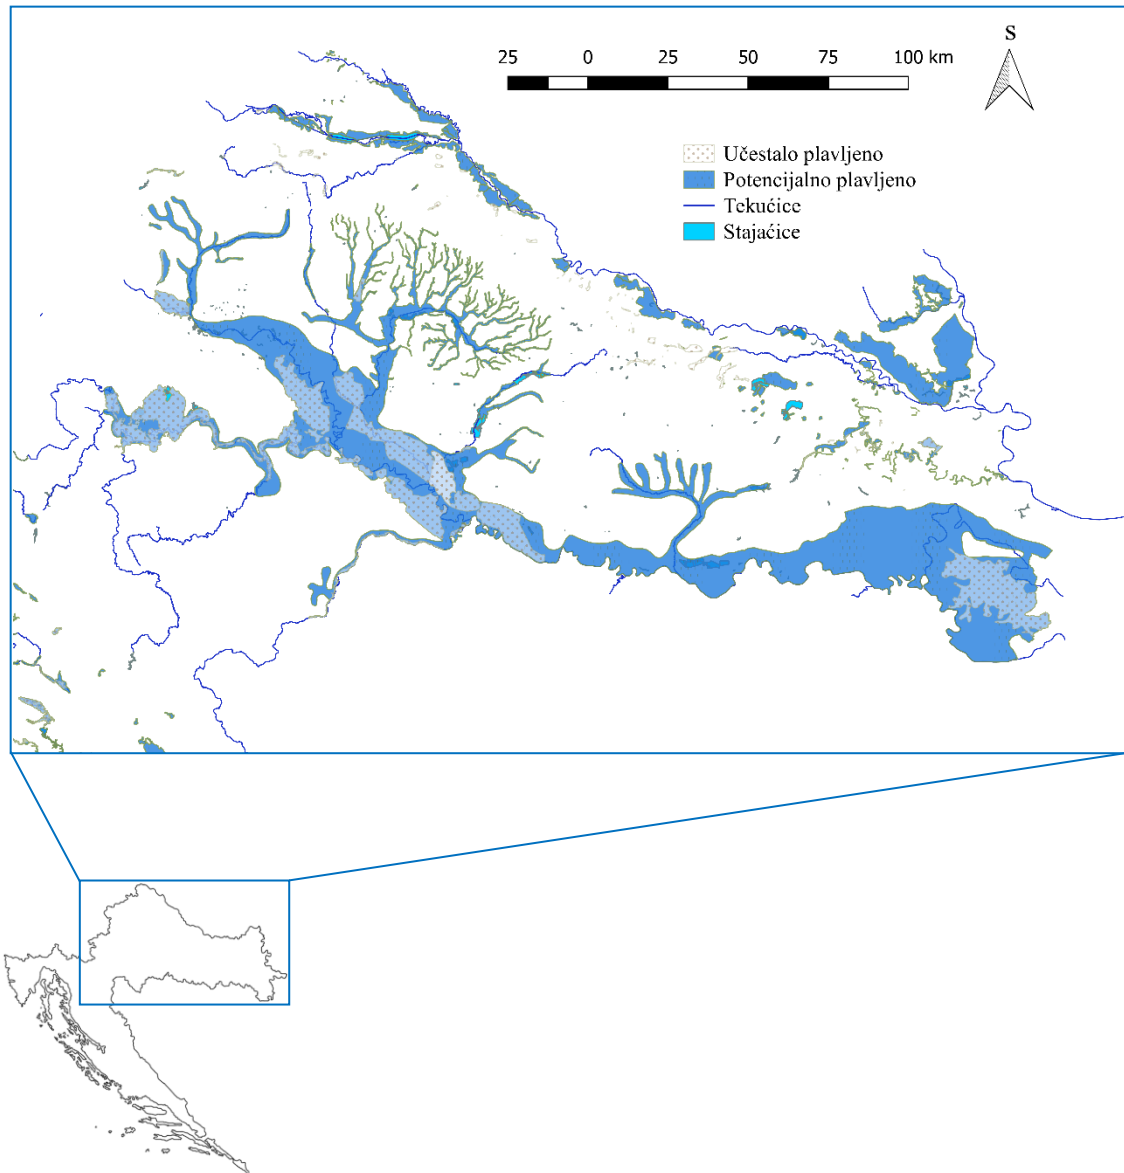 S
25 0 25 50 75 100 km
Učestalo plavljeno
Potencijalno plavljeno
Tekućice
Stajaćice